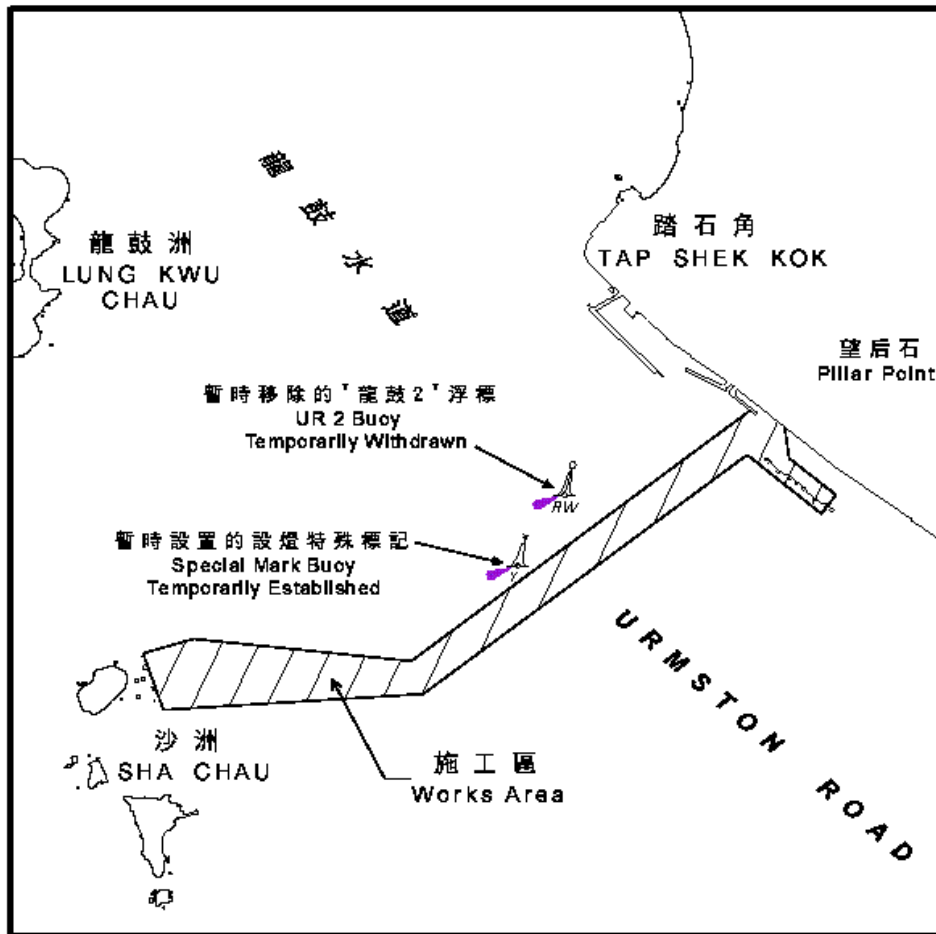 龍鼓水道
踏石角
TAP SHEK KOK
龍鼓洲
LUNG KWU
CHAU
望后石
Pillar Point
暫時移除的"龍鼓2"浮標
UR 2 Buoy
Temporarily Withdrawn
RW
暫時設置的設燈特殊標記
Special Mark Buoy
Temporarily Established
Y
URMSTON ROAD
沙洲
SHA CHAU
施工區
Works Area